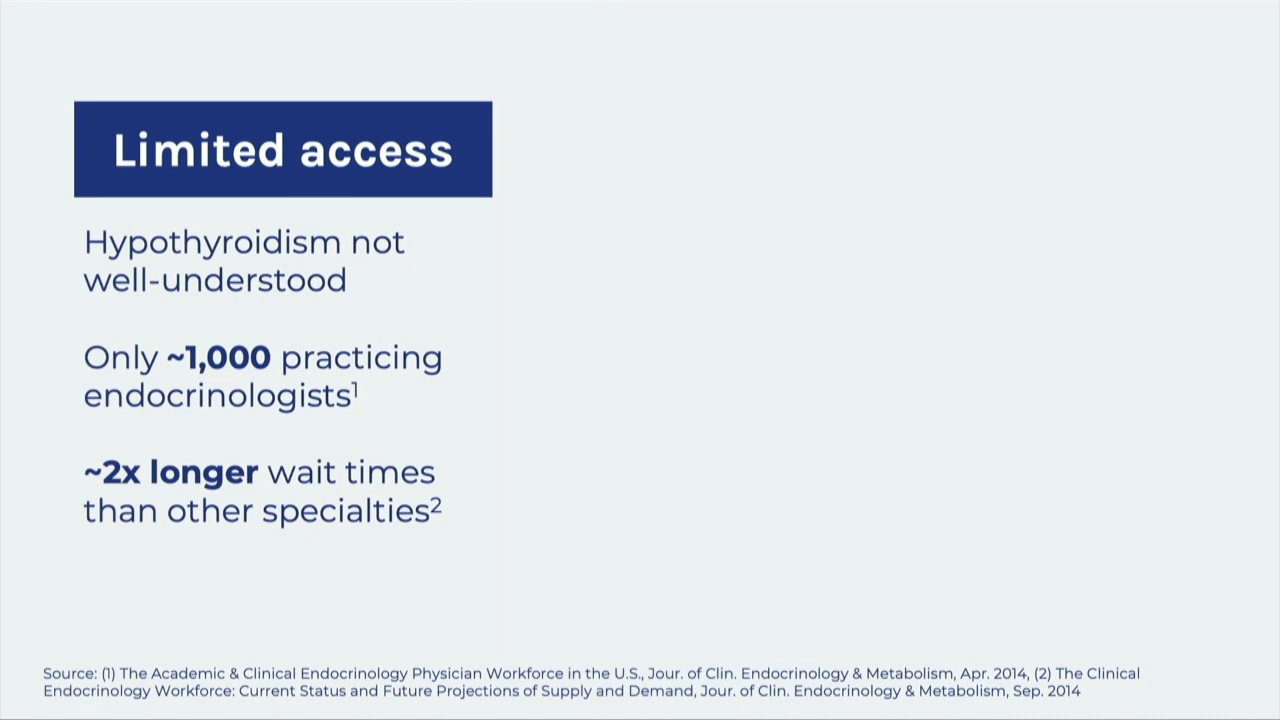 Limited access
Hypothyroidism not
well-understood
Only ~1,000 practicing
endocrinologists¹
~2x longer wait times
than other specialties²
Source: (1) The Academic & Clinical Endocrinology Physician Workforce in the U.S., Jour. of Clin. Endocrinology & Metabolism, Apr. 2014, (2) The Clinical
Endocrinology Workforce: Current Status and Future Projections of Supply and Demand, Jour. of Clin. Endocrinology & Metabolism, Sep. 2014